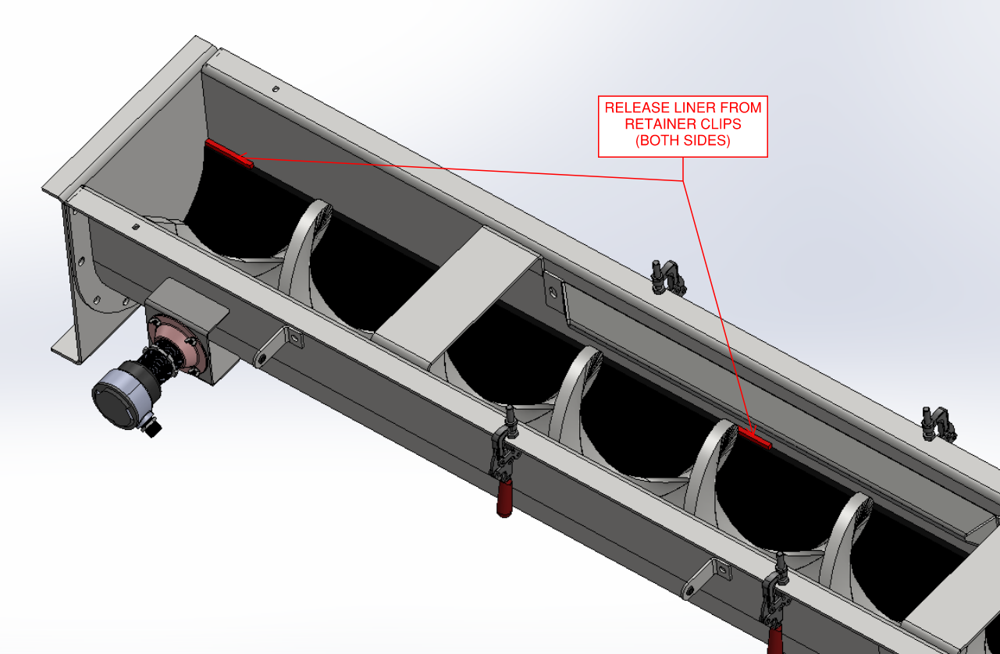 RELEASE LINER FROM
RETAINER CLIPS
(BOTH SIDES)